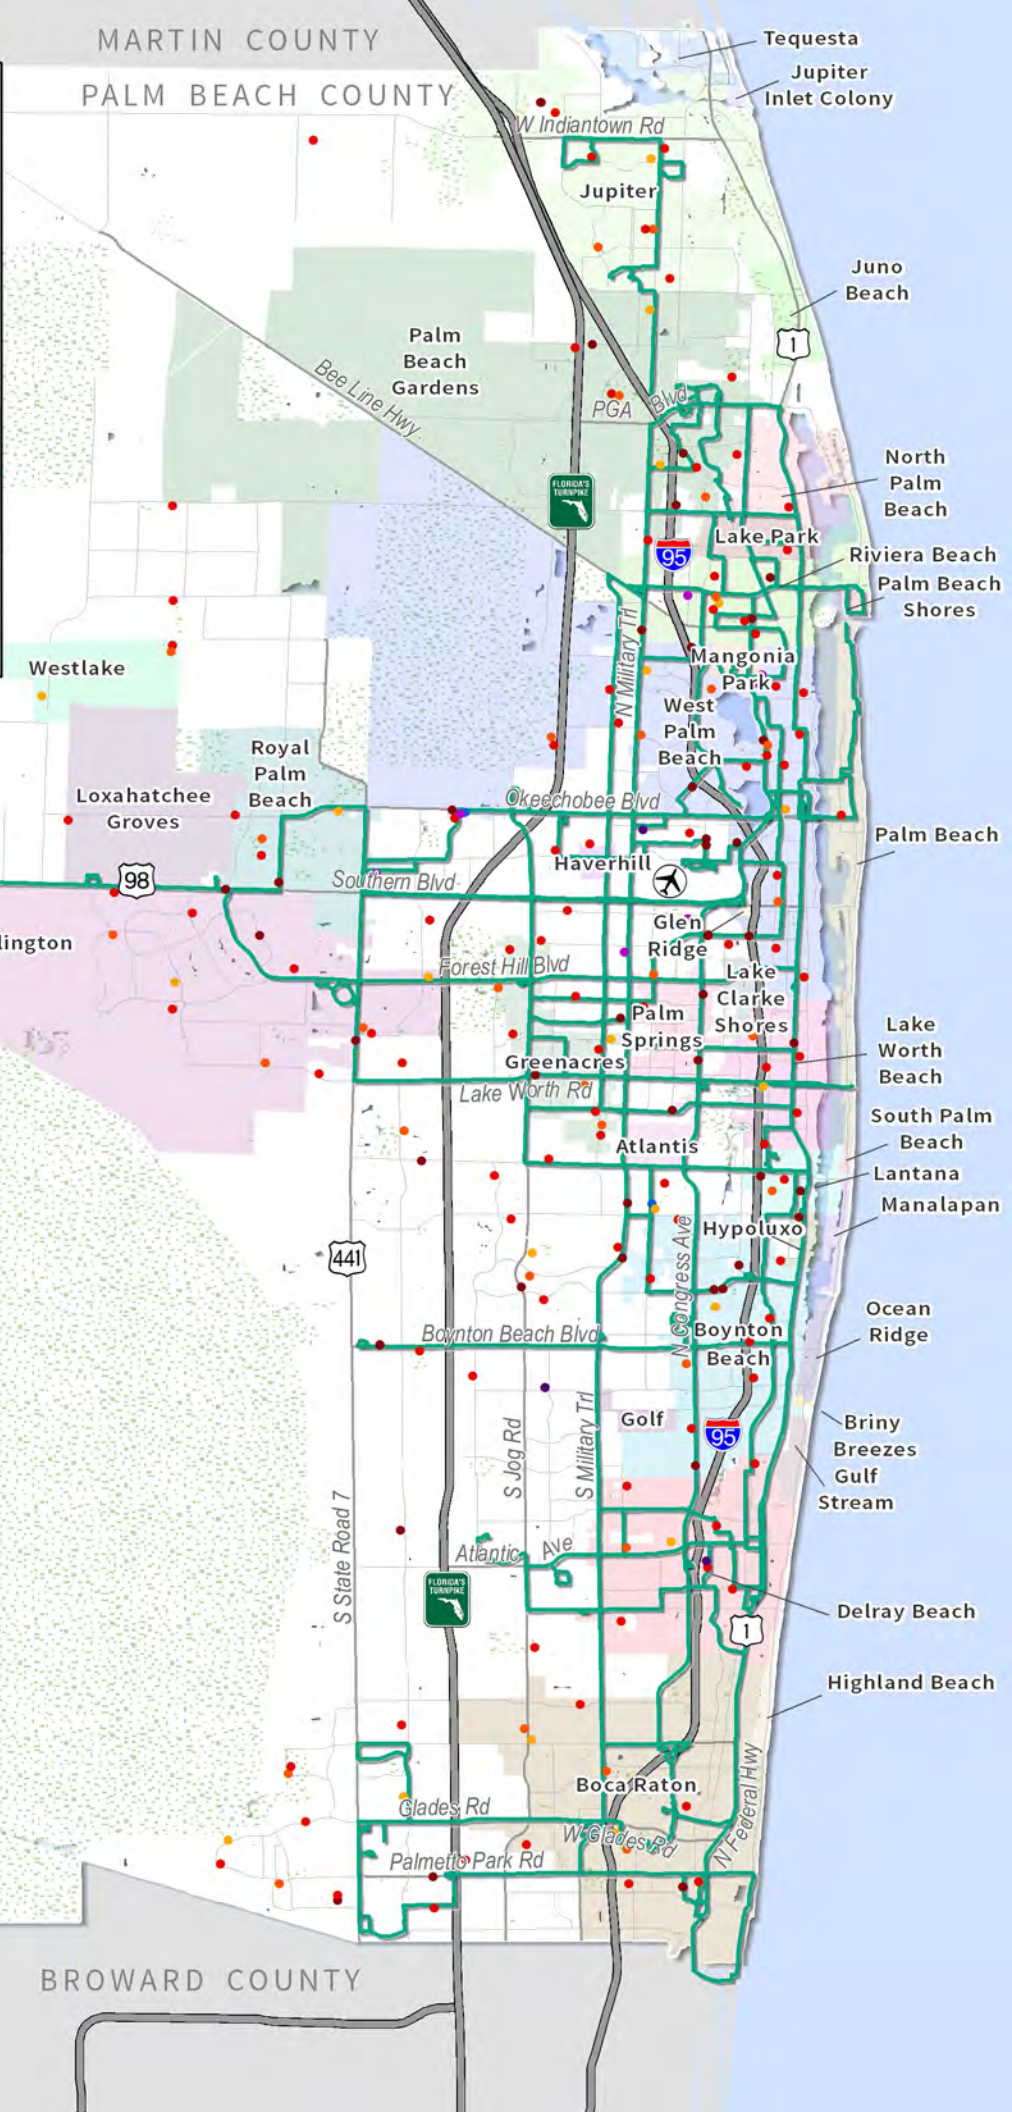 MARTIN COUNTY
PALM BEACH COUNTY
Tequesta
Jupiter
Inlet Colony
W Indiantown Rd
Jupiter
Juno
Beach
1
Palm
Beach
Gardens
Bee Line Hwy
PGA Blvd
FLORIDA'S
TURNPIKE
North
Palm
Beach
Lake Park
95
Riviera Beach
Palm Beach
Shores
N Military Trl
Mangonia
Park
Westlake
West
Palm
Beach
Royal
Palm
Beach
Loxahatchee
Groves
Okeechobee Blvd
Palm Beach
Haverhill
98
Southern Blvd
Glen
Ridge
lington
Forest Hill Blvd
Lake
Clarke
Shores
Palm
Springs
Lake
Worth
Beach
Greenacres
Lake Worth Rd
South Palm
Beach
Atlantis
Lantana
Manalapan
Hypoluxo
441
N Congress Ave
Ocean
Ridge
Boynton Beach Blvd
Boynton
Beach
Golf
95
Briny
Breezes
Gulf
Stream
S Jog Rd
S Military Trl
S State Road 7
Atlantic Ave
FLORIDA'S
TURNPIKE
Delray Beach
1
Highland Beach
Boca Raton
Glades Rd
W Glades Rd
N Federal Hwy
Palmetto Park Rd
BROWARD COUNTY